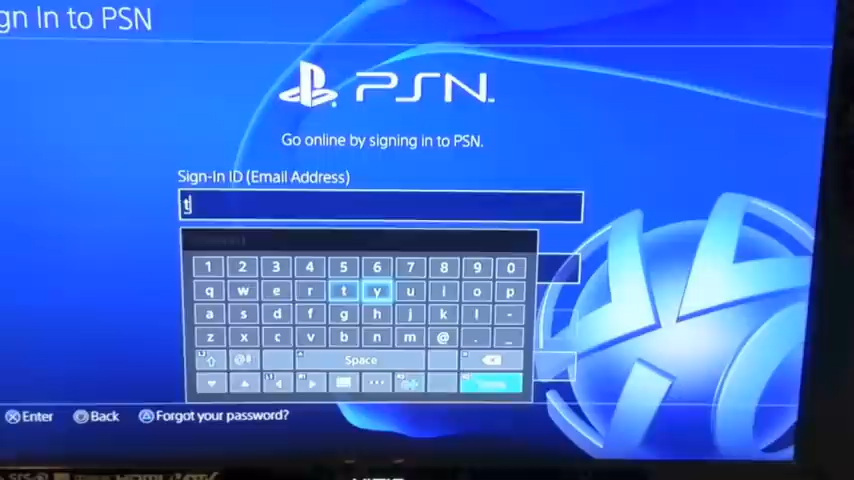 gn In to PSN
PSN
Go online by signing in to PSN.
Sign-In ID (Email Address)
t
1 2 3 4 5 6 7 8 9 0
q w e r t y u i o p
a s d f g h j k l -
z x c v b n m @ . _
@#
Space
Enter Back Forgot your password?